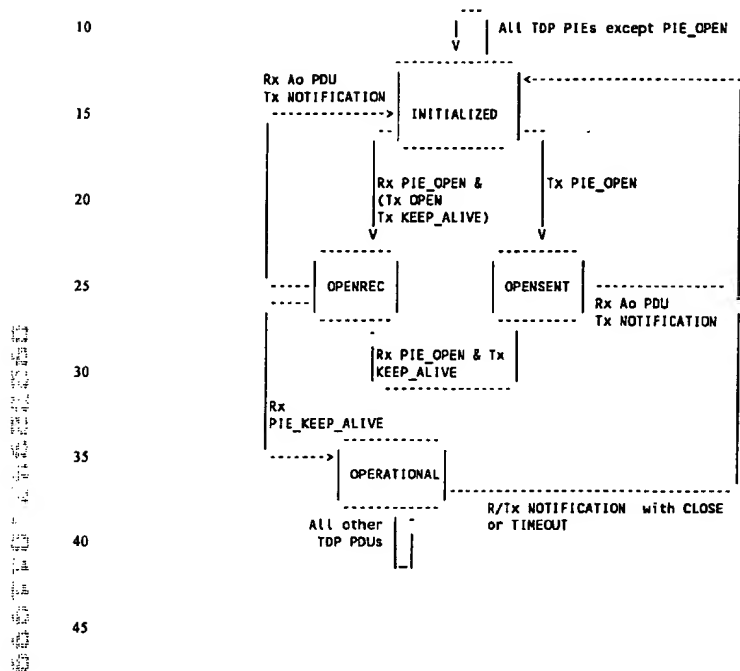 10
All TDP PIEs except PIE_OPEN
Rx Ao PDU
Tx NOTIFICATION
15
INITIALIZED
Rx PIE_OPEN &
(Tx OPEN
Tx KEEP_ALIVE)
Tx PIE_OPEN
20
25
OPENREC
OPENSENT
Rx Ao PDU
Tx NOTIFICATION
Rx PIE_OPEN & Tx
KEEP_ALIVE
30
Rx
PIE_KEEP_ALIVE
35
OPERATIONAL
R/Tx NOTIFICATION with CLOSE
or TIMEOUT
All other
TDP PDUs
40
45